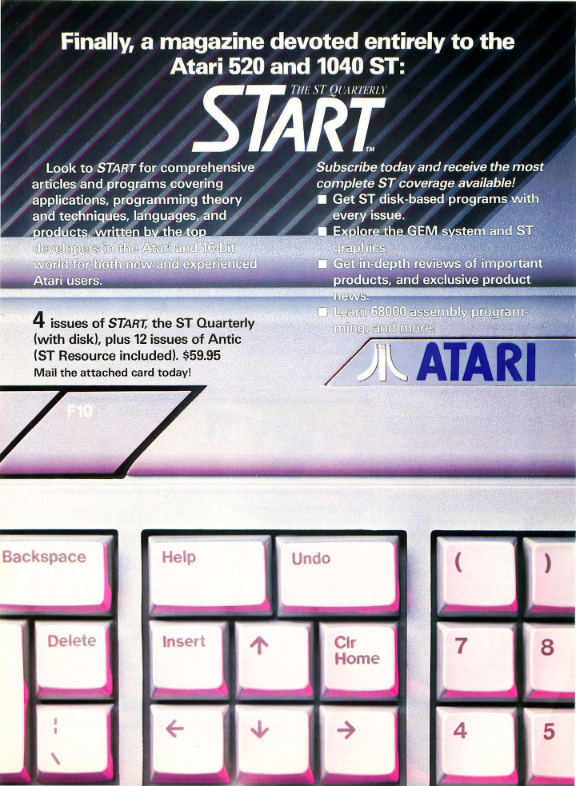 Finally, a magazine devoted entirely to the
Atari 520 and 1040 ST:
THE ST QUARTERLY
START™
Look to START for comprehensive
articles and programs covering
applications, programming theory
and techniques, languages, and
products, written by the top
developers in the Atari and 16-bit
world for both new and experienced
Atari users.
Subscribe today and receive the most
complete ST coverage available!
■ Get ST disk-based programs with
every issue.
■ Explore the GEM system and ST
graphics.
■ Get in-depth reviews of important
products, and exclusive product
news.
■ Learn 68000 assembly program-
ming, and more!
4 issues of START, the ST Quarterly
(with disk), plus 12 issues of Antic
(ST Resource included). $59.95
Mail the attached card today!
ATARI
F10
Backspace
Help
Undo
(
)
Delete
Insert
↑
Clr
Home
7
8
¦
\
←
↓
→
4
5